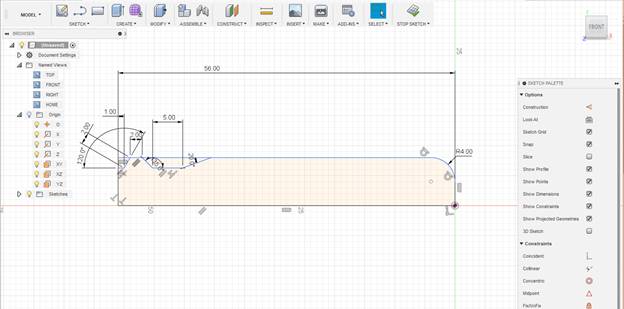 MODEL
SKETCH
CREATE
MODIFY
ASSEMBLE
CONSTRUCT
INSPECT
INSERT
MAKE
ADD-INS
SELECT
STOP SKETCH
FRONT
BROWSER
(Unsaved)
Document Settings
Named Views
TOP
FRONT
RIGHT
HOME
Origin
O
X
Y
Z
XY
XZ
YZ
Sketches
56.00
1.00
5.00
2.00
2.00
120.0°
R4.00
50
25
25
SKETCH PALETTE
Options
Construction
Look At
Sketch Grid
Snap
Slice
Show Profile
Show Points
Show Dimensions
Show Constraints
Show Projected Geometries
3D Sketch
Constraints
Coincident
Collinear
Concentric
Midpoint
Fix/UnFix